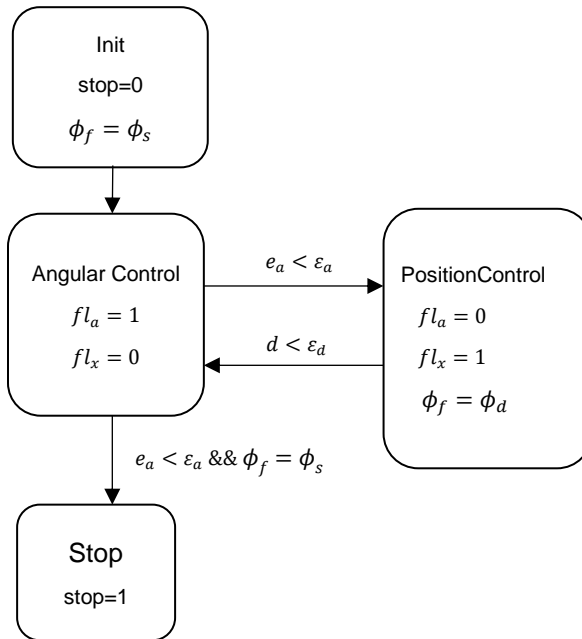 Init
stop=0
ϕ_f = ϕ_s
Angular Control
fl_a = 1
fl_x = 0
e_a < ε_a
d < ε_d
PositionControl
fl_a = 0
fl_x = 1
ϕ_f = ϕ_d
e_a < ε_a && ϕ_f = ϕ_s
Stop
stop=1